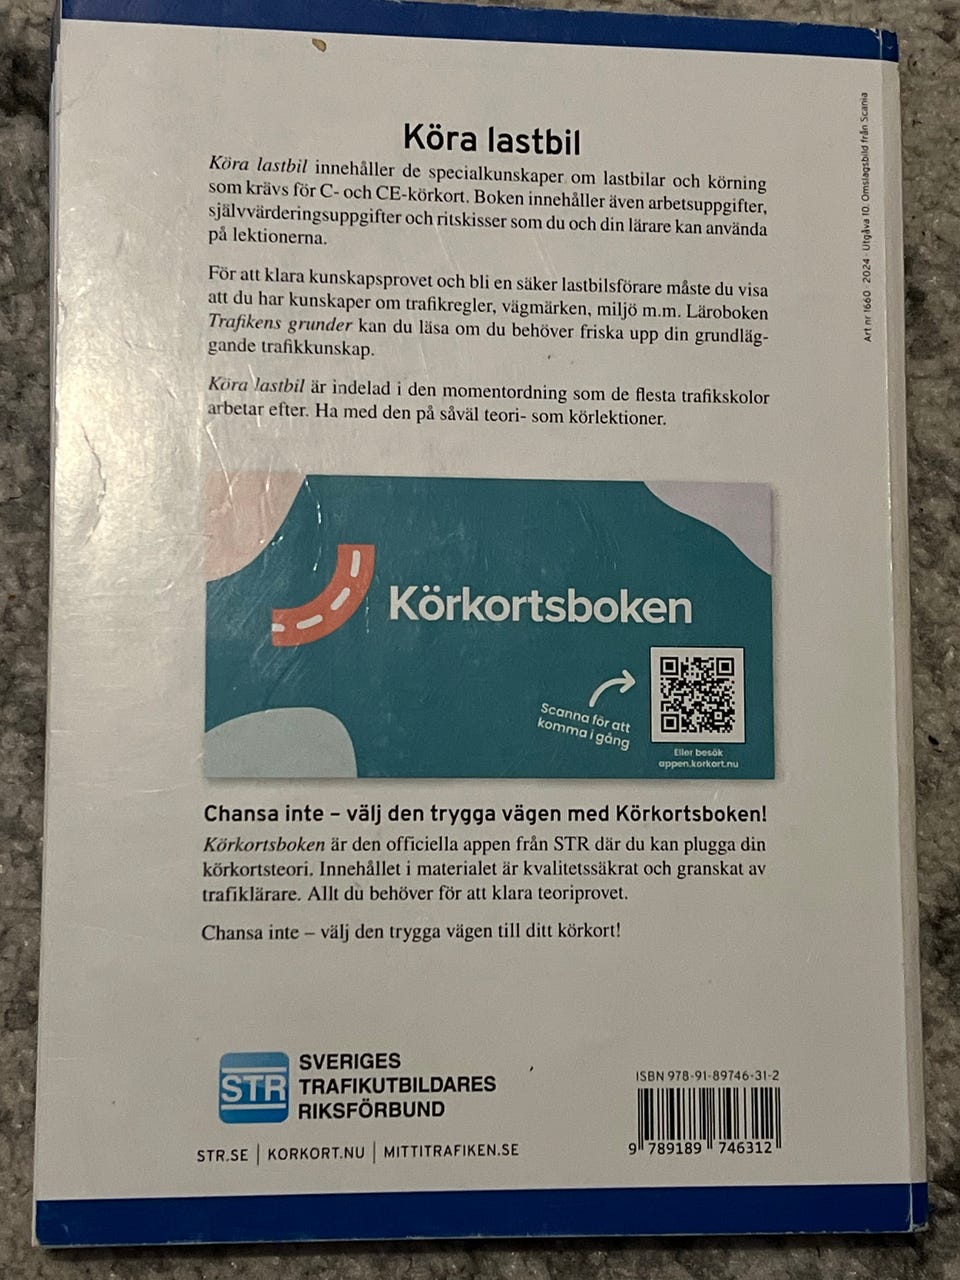 Köra lastbil
Köra lastbil innehåller de specialkunskaper om lastbilar och körning
som krävs för C- och CE-körkort. Boken innehåller även arbetsuppgifter,
självvärderingsuppgifter och ritskisser som du och din lärare kan använda
på lektionerna.
För att klara kunskapsprovet och bli en säker lastbilsförare måste du visa
att du har kunskaper om trafikregler, vägmärken, miljö m.m. Läroboken
Trafikens grunder kan du läsa om du behöver friska upp din grundläg-
gande trafikkunskap.
Köra lastbil är indelad i den momentordning som de flesta trafikskolor
arbetar efter. Ha med den på såväl teori- som körlektioner.
Art nr 1660 · 2024 · Utgåva 10. Omslagsbild från Scania
Körkortsboken
Scanna för att
komma i gång
Eller besök
appen.korkort.nu
Chansa inte – välj den trygga vägen med Körkortsboken!
Körkortsboken är den officiella appen från STR där du kan plugga din
körkortsteori. Innehållet i materialet är kvalitetssäkrat och granskat av
trafiklärare. Allt du behöver för att klara teoriprovet.
Chansa inte – välj den trygga vägen till ditt körkort!
STR
SVERIGES
TRAFIKUTBILDARES
RIKSFÖRBUND
STR.SE | KORKORT.NU | MITTITRAFIKEN.SE
ISBN 978-91-89746-31-2
9 789189 746312